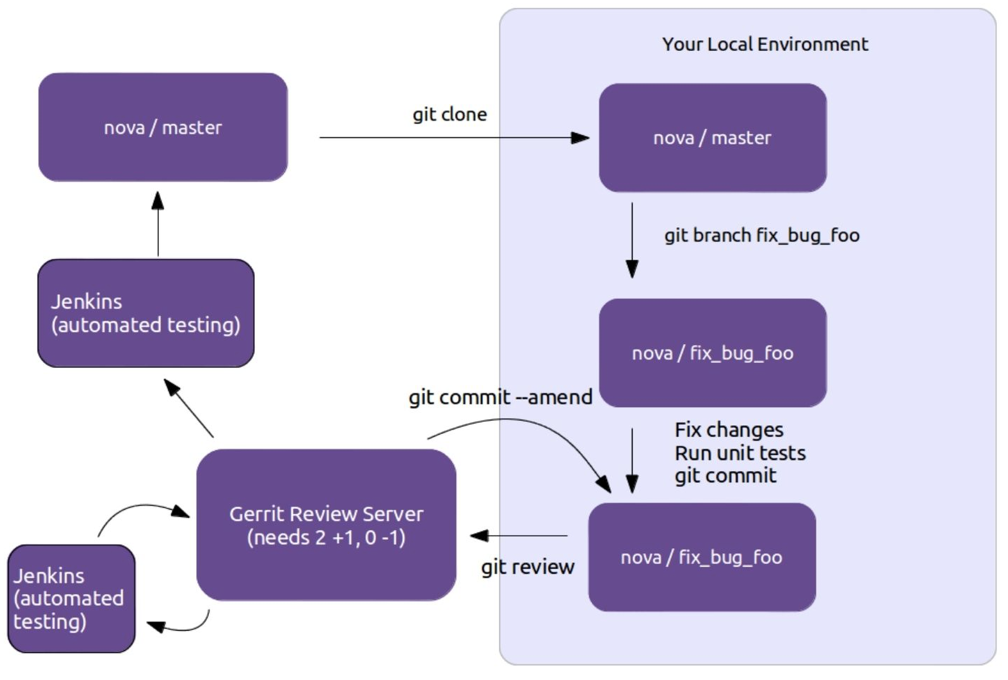 Your Local Environment
nova / master
git clone
nova / master
git branch fix_bug_foo
Jenkins
(automated testing)
nova / fix_bug_foo
git commit --amend
Fix changes
Run unit tests
git commit
Gerrit Review Server
(needs 2 +1, 0 -1)
git review
nova / fix_bug_foo
Jenkins
(automated
testing)